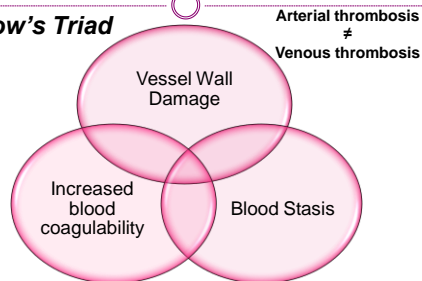 ow's Triad
Arterial thrombosis
≠
Venous thrombosis
Vessel Wall
Damage
Increased
blood
coagulability
Blood Stasis